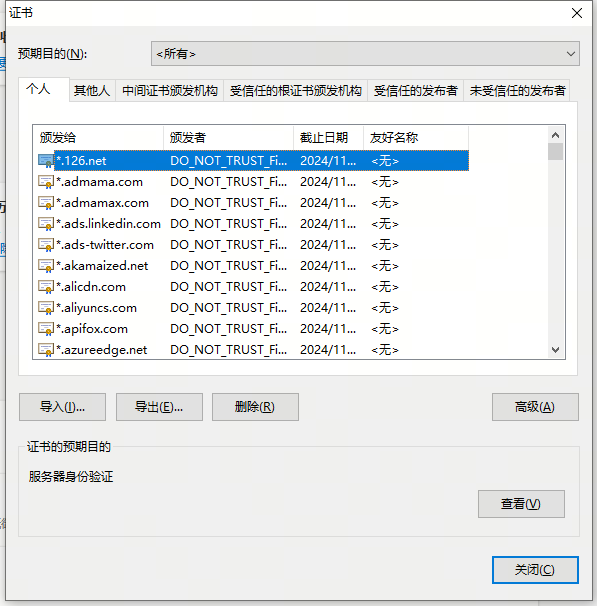 证书
预期目的(N):
<所有>
个人 其他人 中间证书颁发机构 受信任的根证书颁发机构 受信任的发布者 未受信任的发布者
颁发给 颁发者 截止日期 友好名称
*.126.net DO_NOT_TRUST_Fi... 2024/11... <无>
*.admama.com DO_NOT_TRUST_Fi... 2024/11... <无>
*.admamax.com DO_NOT_TRUST_Fi... 2024/11... <无>
*.ads.linkedin.com DO_NOT_TRUST_Fi... 2024/11... <无>
*.ads-twitter.com DO_NOT_TRUST_Fi... 2024/11... <无>
*.akamaized.net DO_NOT_TRUST_Fi... 2024/11... <无>
*.alicdn.com DO_NOT_TRUST_Fi... 2024/11... <无>
*.aliyuncs.com DO_NOT_TRUST_Fi... 2024/11... <无>
*.apifox.com DO_NOT_TRUST_Fi... 2024/11... <无>
*.azureedge.net DO_NOT_TRUST_Fi... 2024/11... <无>
导入(I)... 导出(E)... 删除(R) 高级(A)
证书的预期目的
服务器身份验证
查看(V)
关闭(C)